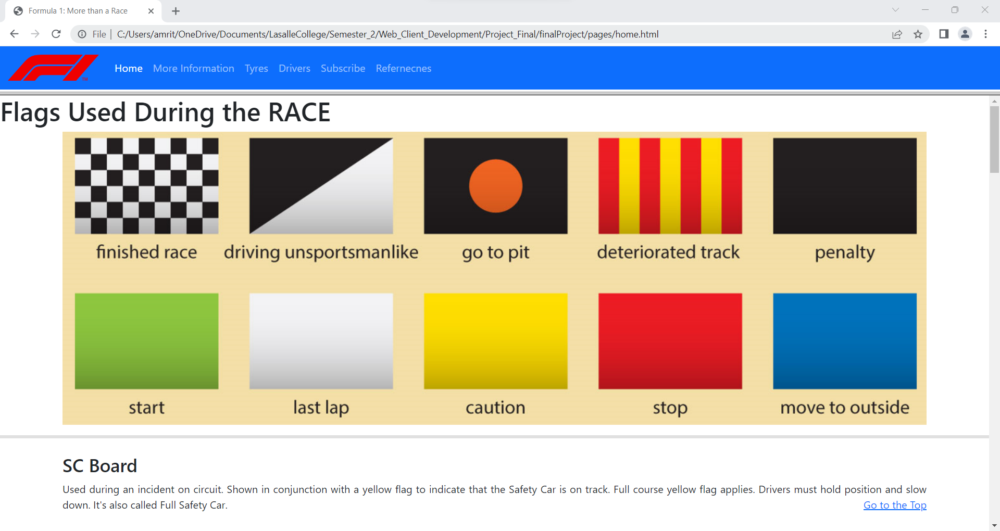 Formula 1: More than a Race
File | C:/Users/amrit/OneDrive/Documents/LasalleCollege/Semester_2/Web_Client_Development/Project_Final/finalProject/pages/home.html
F1 TM Home More Information Tyres Drivers Subscribe Refernecnes
Flags Used During the RACE
finished race driving unsportsmanlike go to pit deteriorated track penalty
start last lap caution stop move to outside
SC Board
Used during an incident on circuit. Shown in conjunction with a yellow flag to indicate that the Safety Car is on track. Full course yellow flag applies. Drivers must hold position and slow
down. It's also called Full Safety Car. Go to the Top